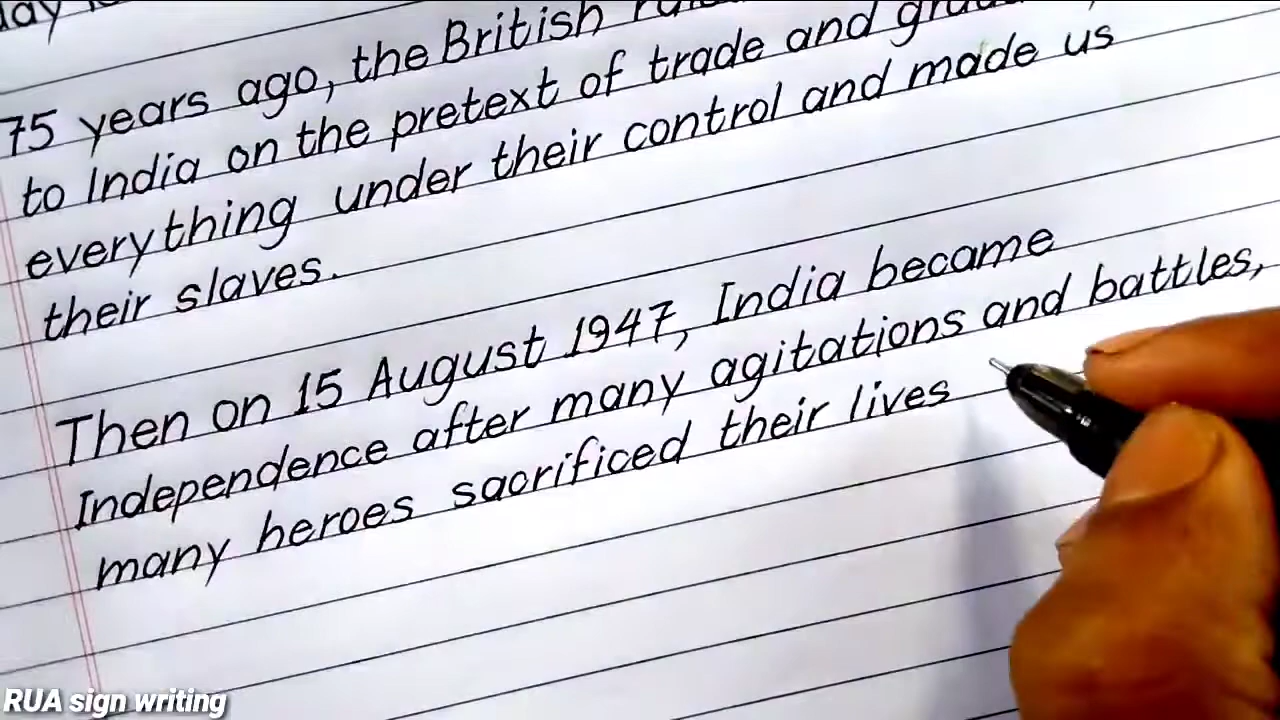 75 years ago, the British
to India on the pretext of trade and
everything under their control and made us
their slaves.
Then on 15 August 1947, India became
Independence after many agitations and battles,
many heroes sacrificed their lives
RUA sign writing